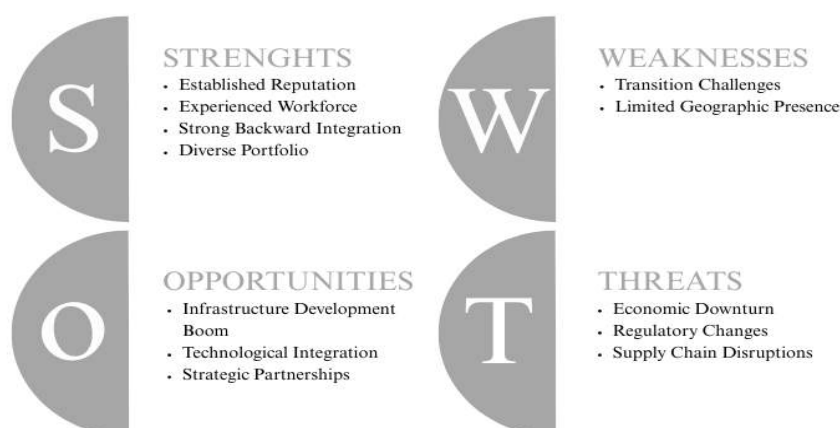 S
STRENGHTS
• Established Reputation
• Experienced Workforce
• Strong Backward Integration
• Diverse Portfolio
W
WEAKNESSES
• Transition Challenges
• Limited Geographic Presence
O
OPPORTUNITIES
• Infrastructure Development
Boom
• Technological Integration
• Strategic Partnerships
T
THREATS
• Economic Downturn
• Regulatory Changes
• Supply Chain Disruptions